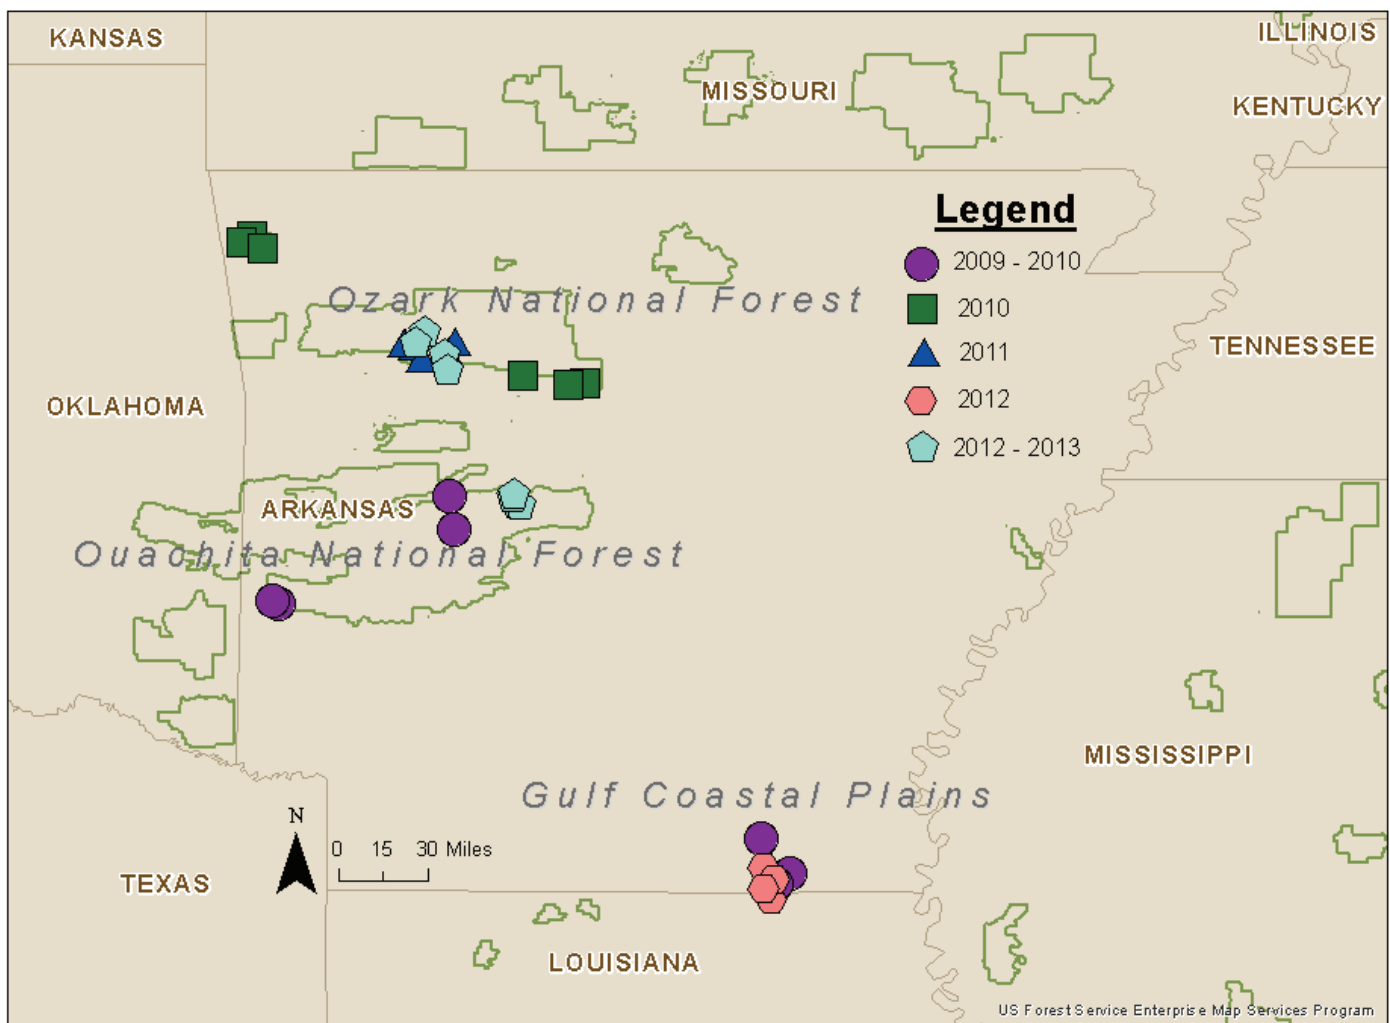 KANSAS
ILLINOIS
MISSOURI
KENTUCKY
Legend
2009 - 2010
Ozark National Forest
2010
TENNESSEE
2011
OKLAHOMA
2012
2012 - 2013
ARKANSAS
Ouachita National Forest
MISSISSIPPI
Gulf Coastal Plains
N
0 15 30 Miles
TEXAS
LOUISIANA
US Forest Service Enterprise Map Services Program